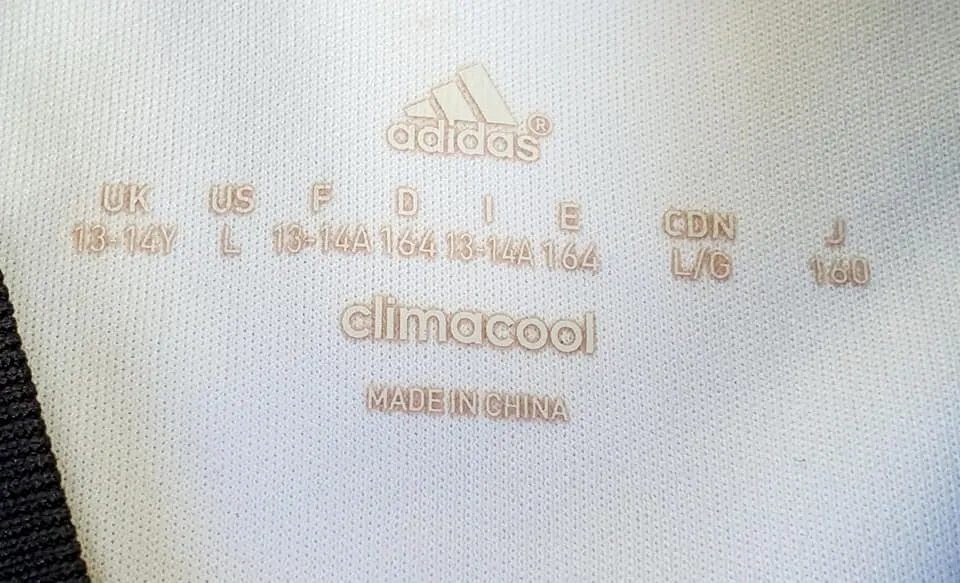 adidas®
UK US F D I E CDN J
13-14Y L 13-14A 164 13-14A 164 L/G 160
climacool
MADE IN CHINA